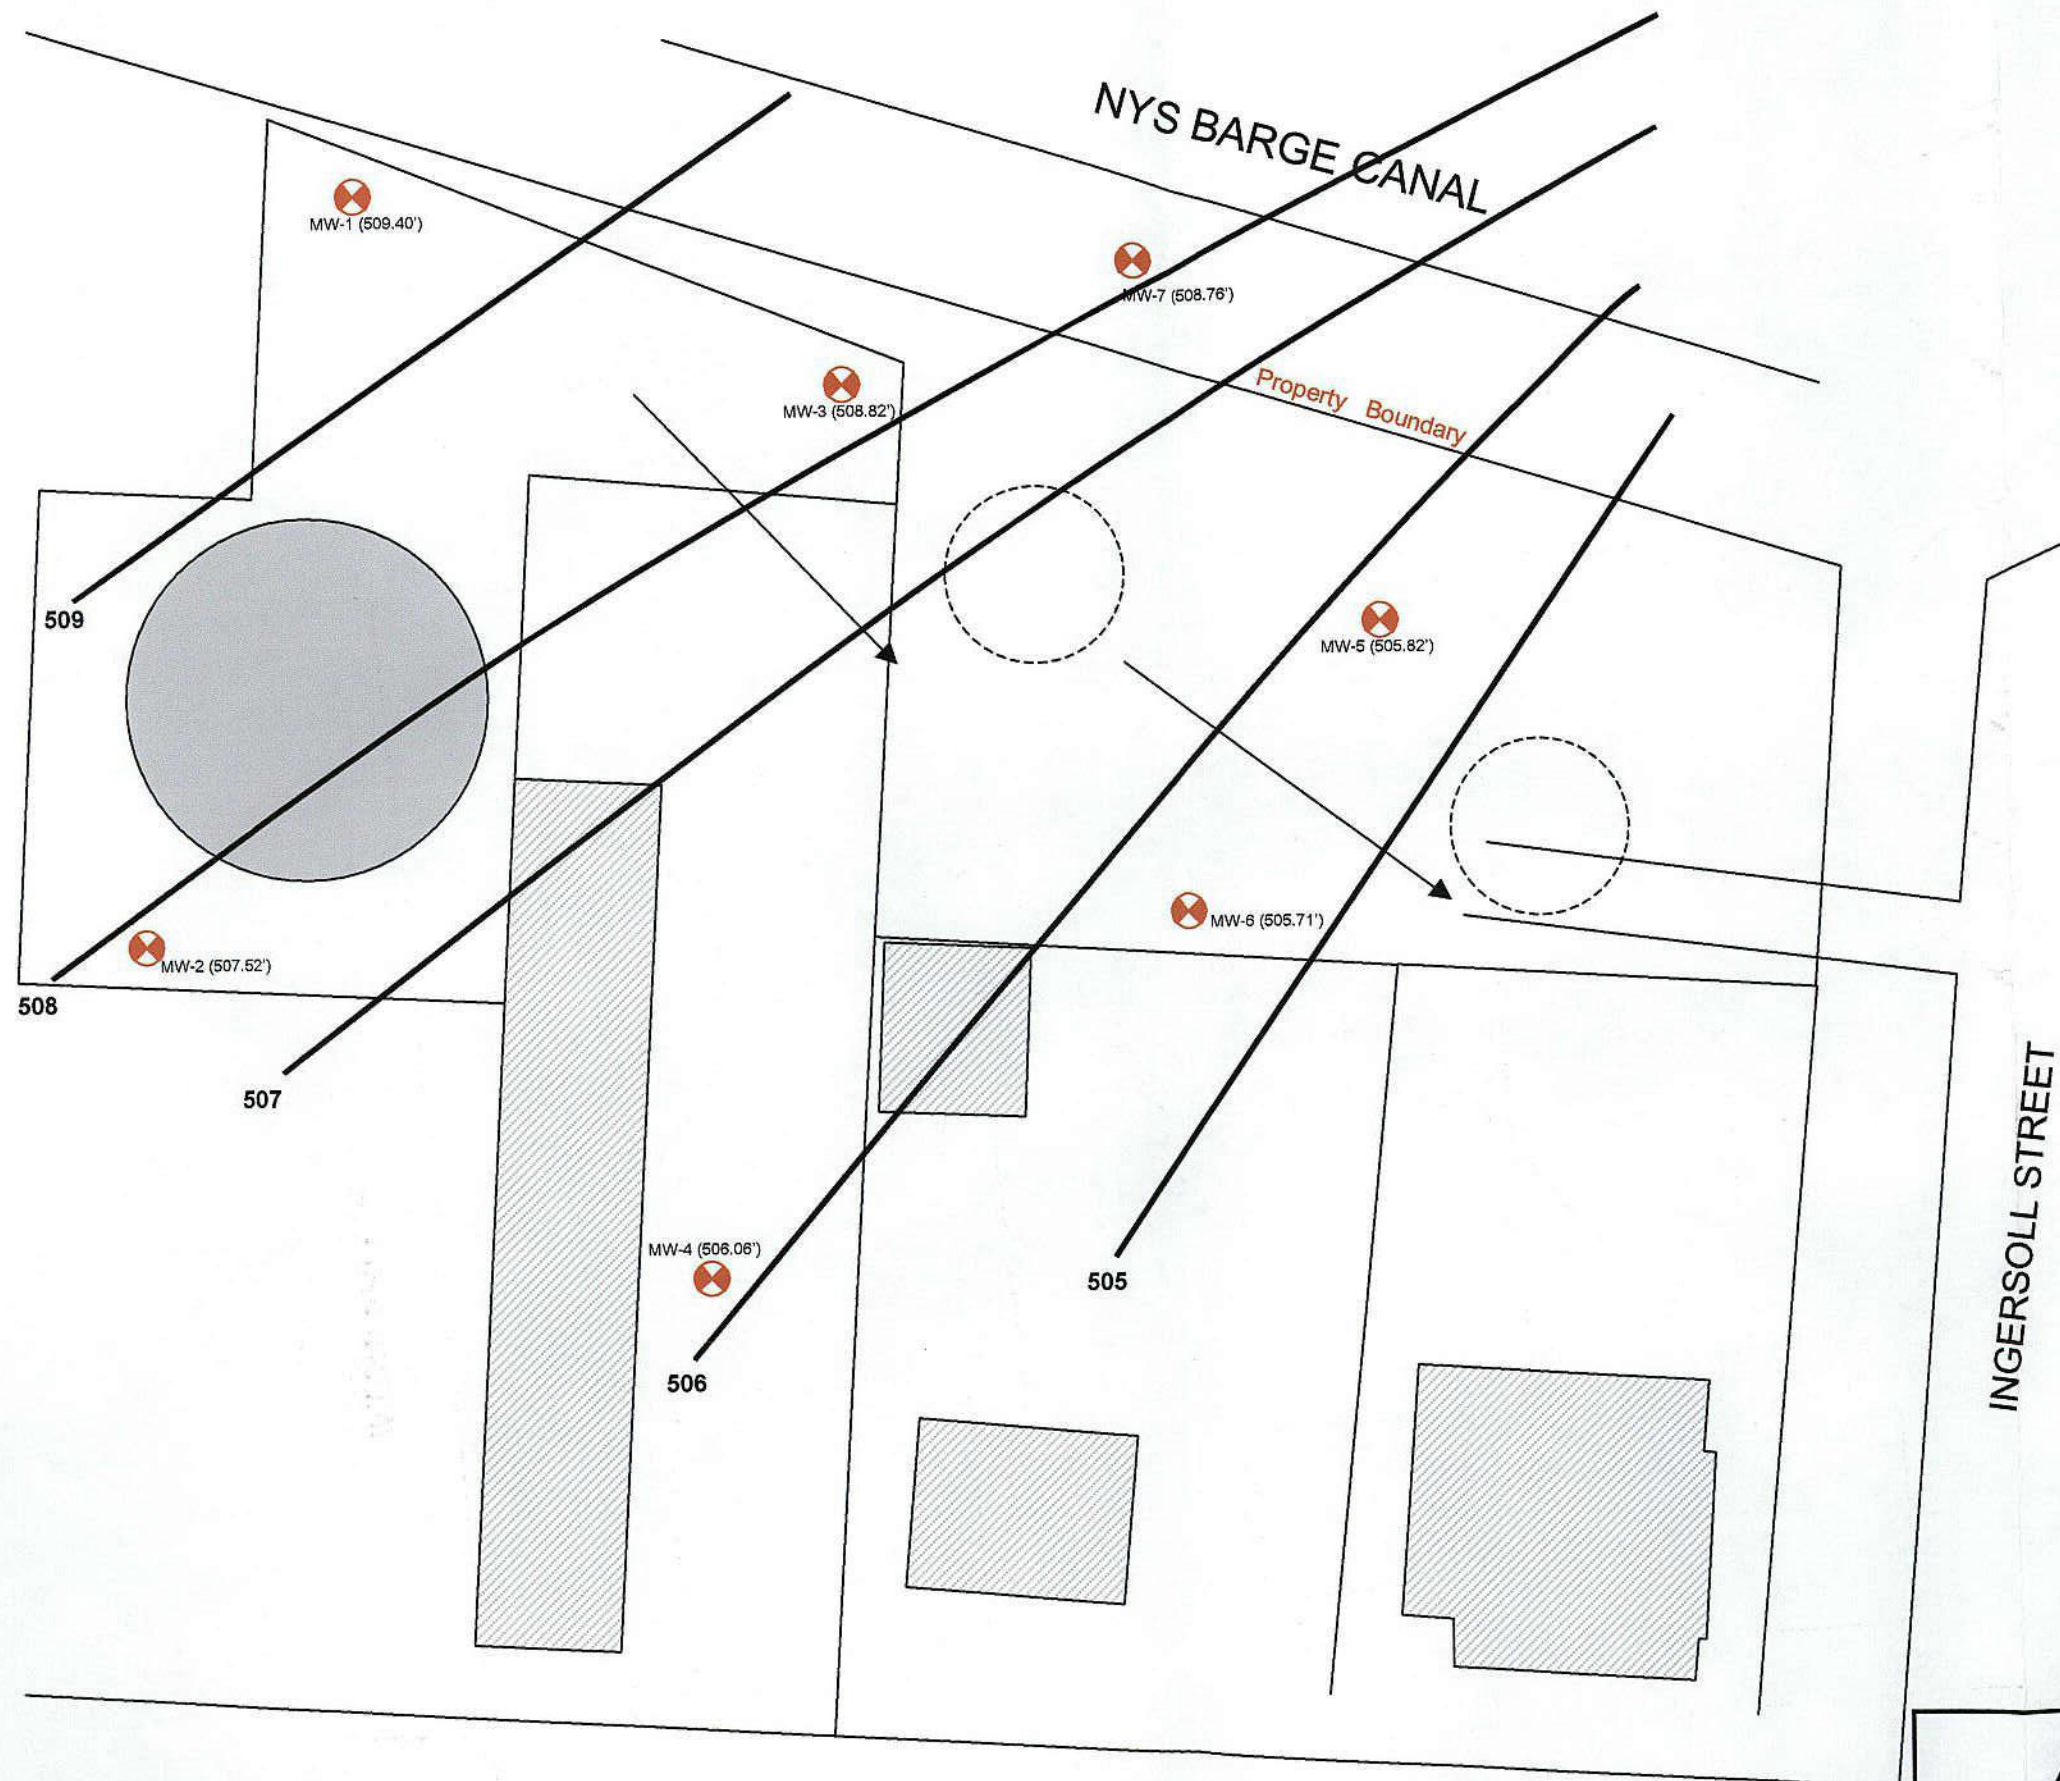 NYS BARGE CANAL
MW-1 (509.40')
MW-7 (508.76')
MW-3 (508.82')
Property Boundary
509
MW-5 (505.82')
MW-6 (505.71')
MW-2 (507.52')
508
507
MW-4 (506.06')
505
506
INGERSOLL STREET